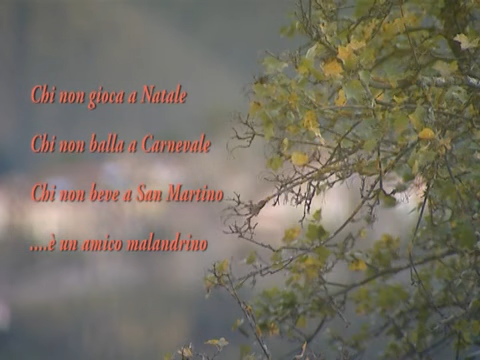 Chi non gioca a Natale
Chi non balla a Carnevale
Chi non beve a San Martino
....è un amico malandrino